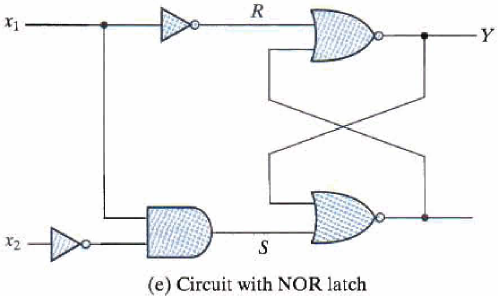 x₁
R
Y
x₂
S
(e) Circuit with NOR latch